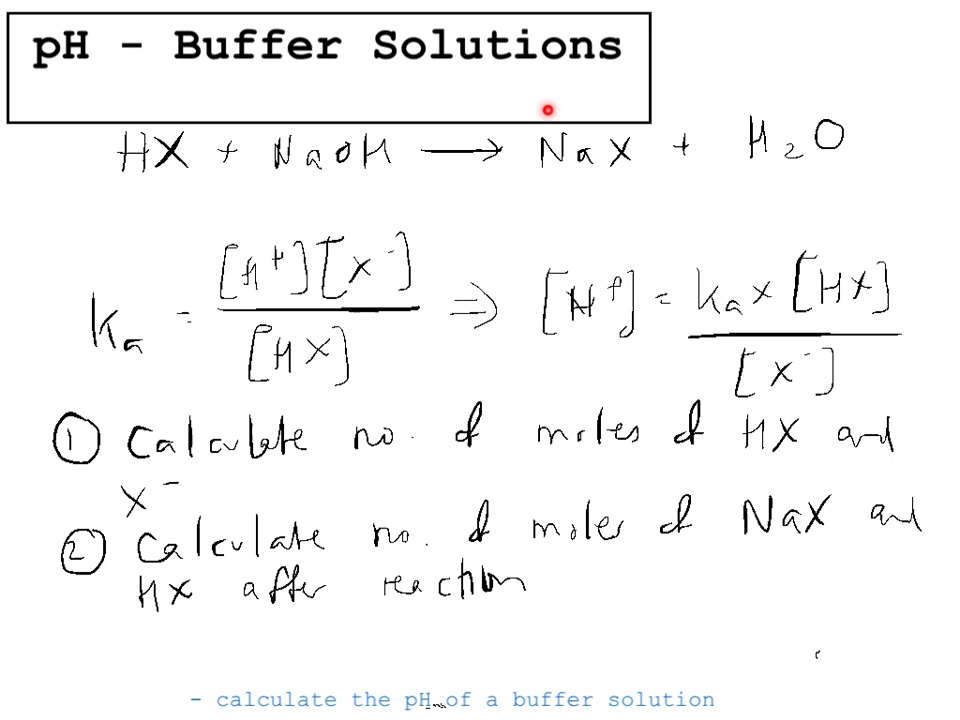 pH - Buffer Solutions
HX + NaOH ⟶ NaX + H₂O
Ka = [H⁺][X⁻] / [HX] ⇒ [H⁺] = Ka × [HX] / [X⁻]
① Calculate no. of moles of HX and
X⁻
② Calculate no. of moles of NaX and
HX after reaction
- calculate the pH of a buffer solution